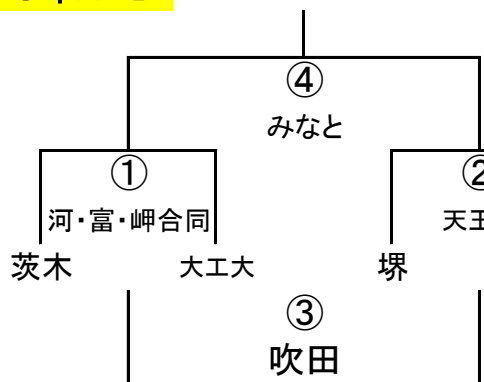 ④
みなと
① ②
河・富・岬合同 天王
茨木 大工大 堺
③
吹田